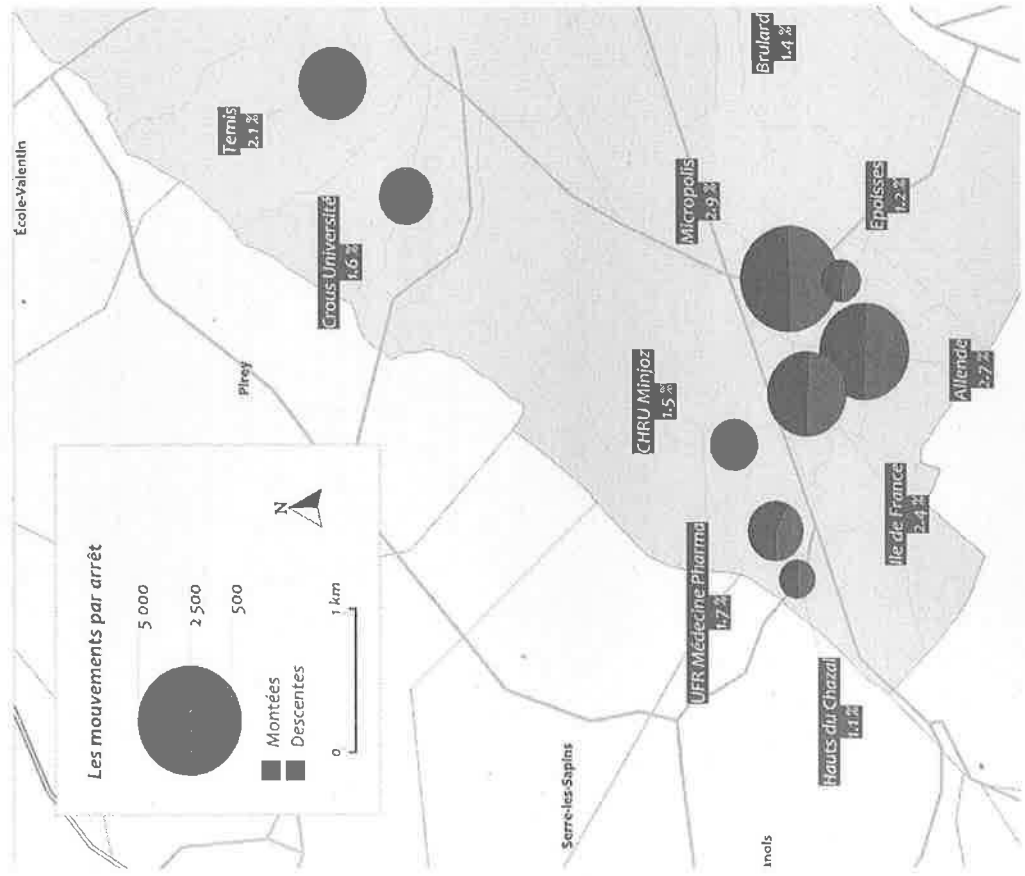 École-Valentin
Temis
2.1 %
Crous Université
1.6 %
Pirey
Brulard
1.4 %
Micropolis
2.9 %
Epoisses
1.2 %
CHRU Minjoz
1.5 %
Allende
2.7 %
Ile de France
2.4 %
UFR Médecine Pharma
1.7 %
Hauts du Chazal
1.1 %
Serre-les-Sapins
inois
Les mouvements par arrêt
5 000
2 500
500
Montées
Descentes
0
1 km
N